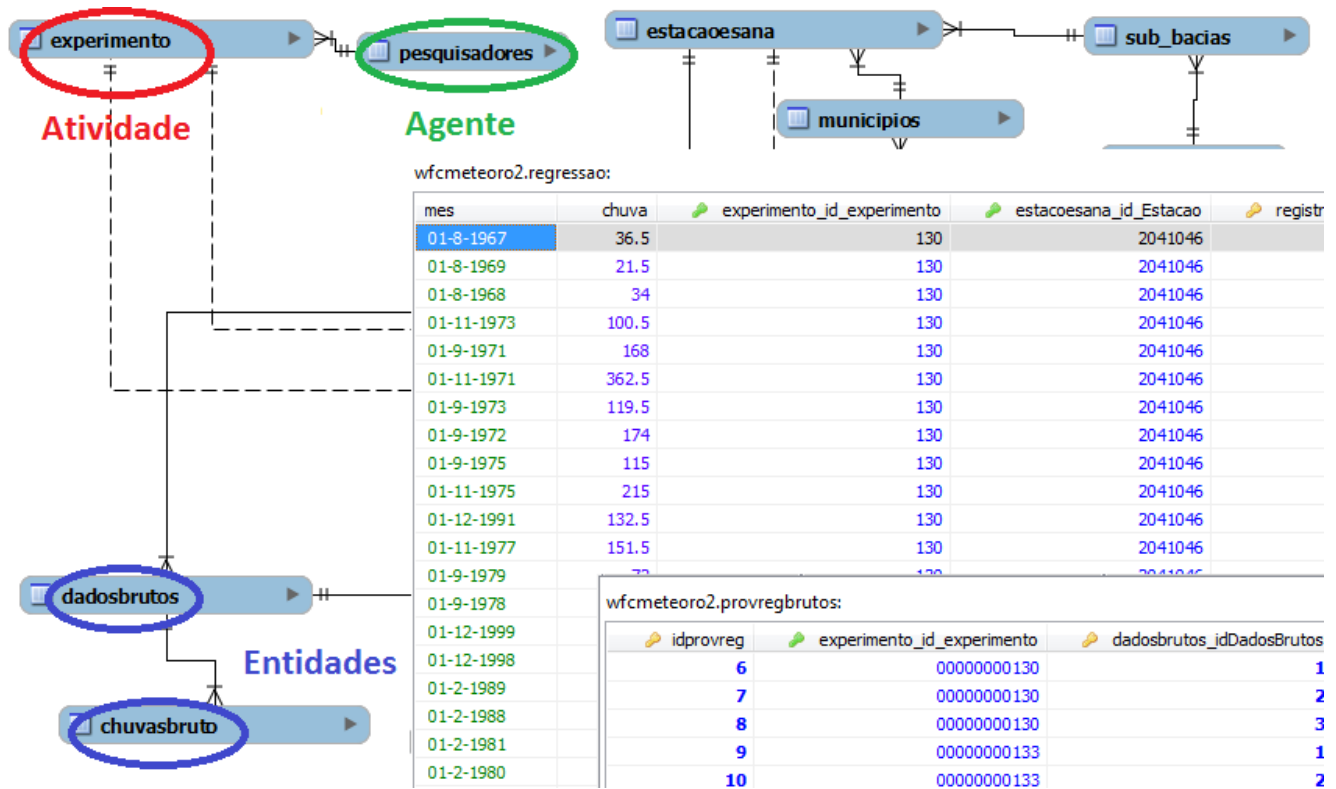 experimento
pesquisadores
estacaoesana
sub_bacias
Atividade
Agente
municipios
wfcmeteoro2.regressao:
mes chuva experimento_id_experimento estacoesana_id_Estacao registr
01-8-1967 36.5 130 2041046
01-8-1969 21.5 130 2041046
01-8-1968 34 130 2041046
01-11-1973 100.5 130 2041046
01-9-1971 168 130 2041046
01-11-1971 362.5 130 2041046
01-9-1973 119.5 130 2041046
01-9-1972 174 130 2041046
01-9-1975 115 130 2041046
01-11-1975 215 130 2041046
01-12-1991 132.5 130 2041046
01-11-1977 151.5 130 2041046
01-9-1979
01-9-1978
01-12-1999
01-12-1998
01-2-1989
01-2-1988
01-2-1981
01-2-1980
dadosbrutos
Entidades
chuvasbruto
wfcmeteoro2.provregbrutos:
idprovreg experimento_id_experimento dadosbrutos_idDadosBrutos
6 00000000130 1
7 00000000130 2
8 00000000130 3
9 00000000133 1
10 00000000133 2